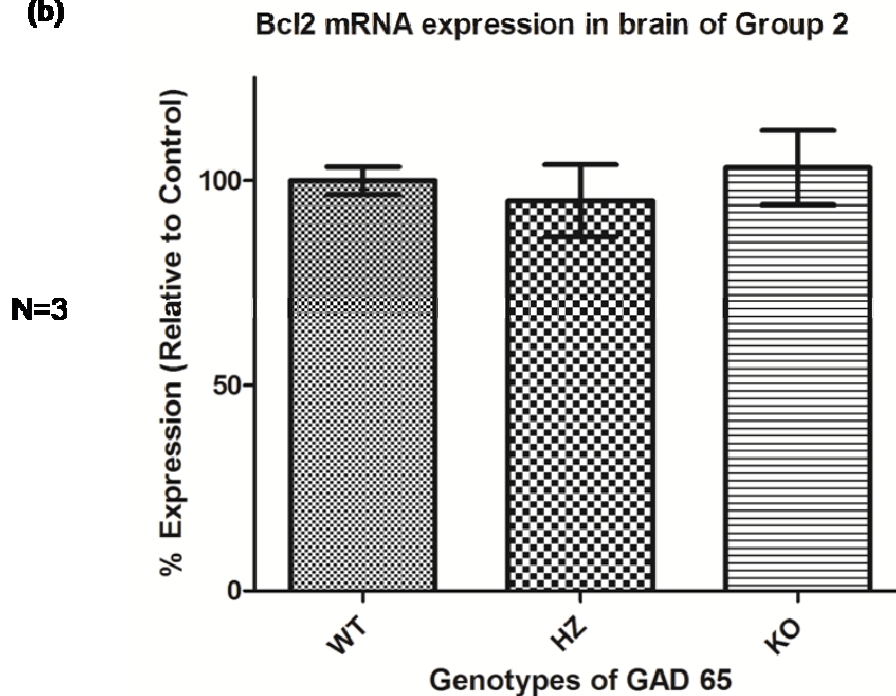 (b)
Bcl2 mRNA expression in brain of Group 2
% Expression (Relative to Control)
100
N=3
50
0
WT
HZ
KO
Genotypes of GAD 65